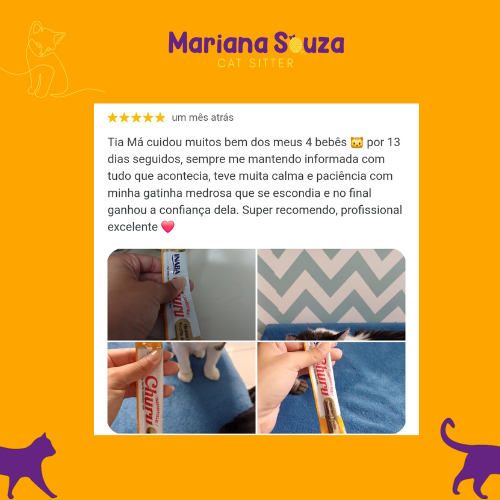 Mariana Souza
CAT SITTER
um mês atrás
Tia Má cuidou muitos bem dos meus 4 bebês 🐱 por 13
dias seguidos, sempre me mantendo informada com
tudo que acontecia, teve muita calma e paciência com
minha gatinha medrosa que se escondia e no final
ganhou a confiança dela. Super recomendo, profissional
excelente ❤️
INABA
Churu
Churu
Churu